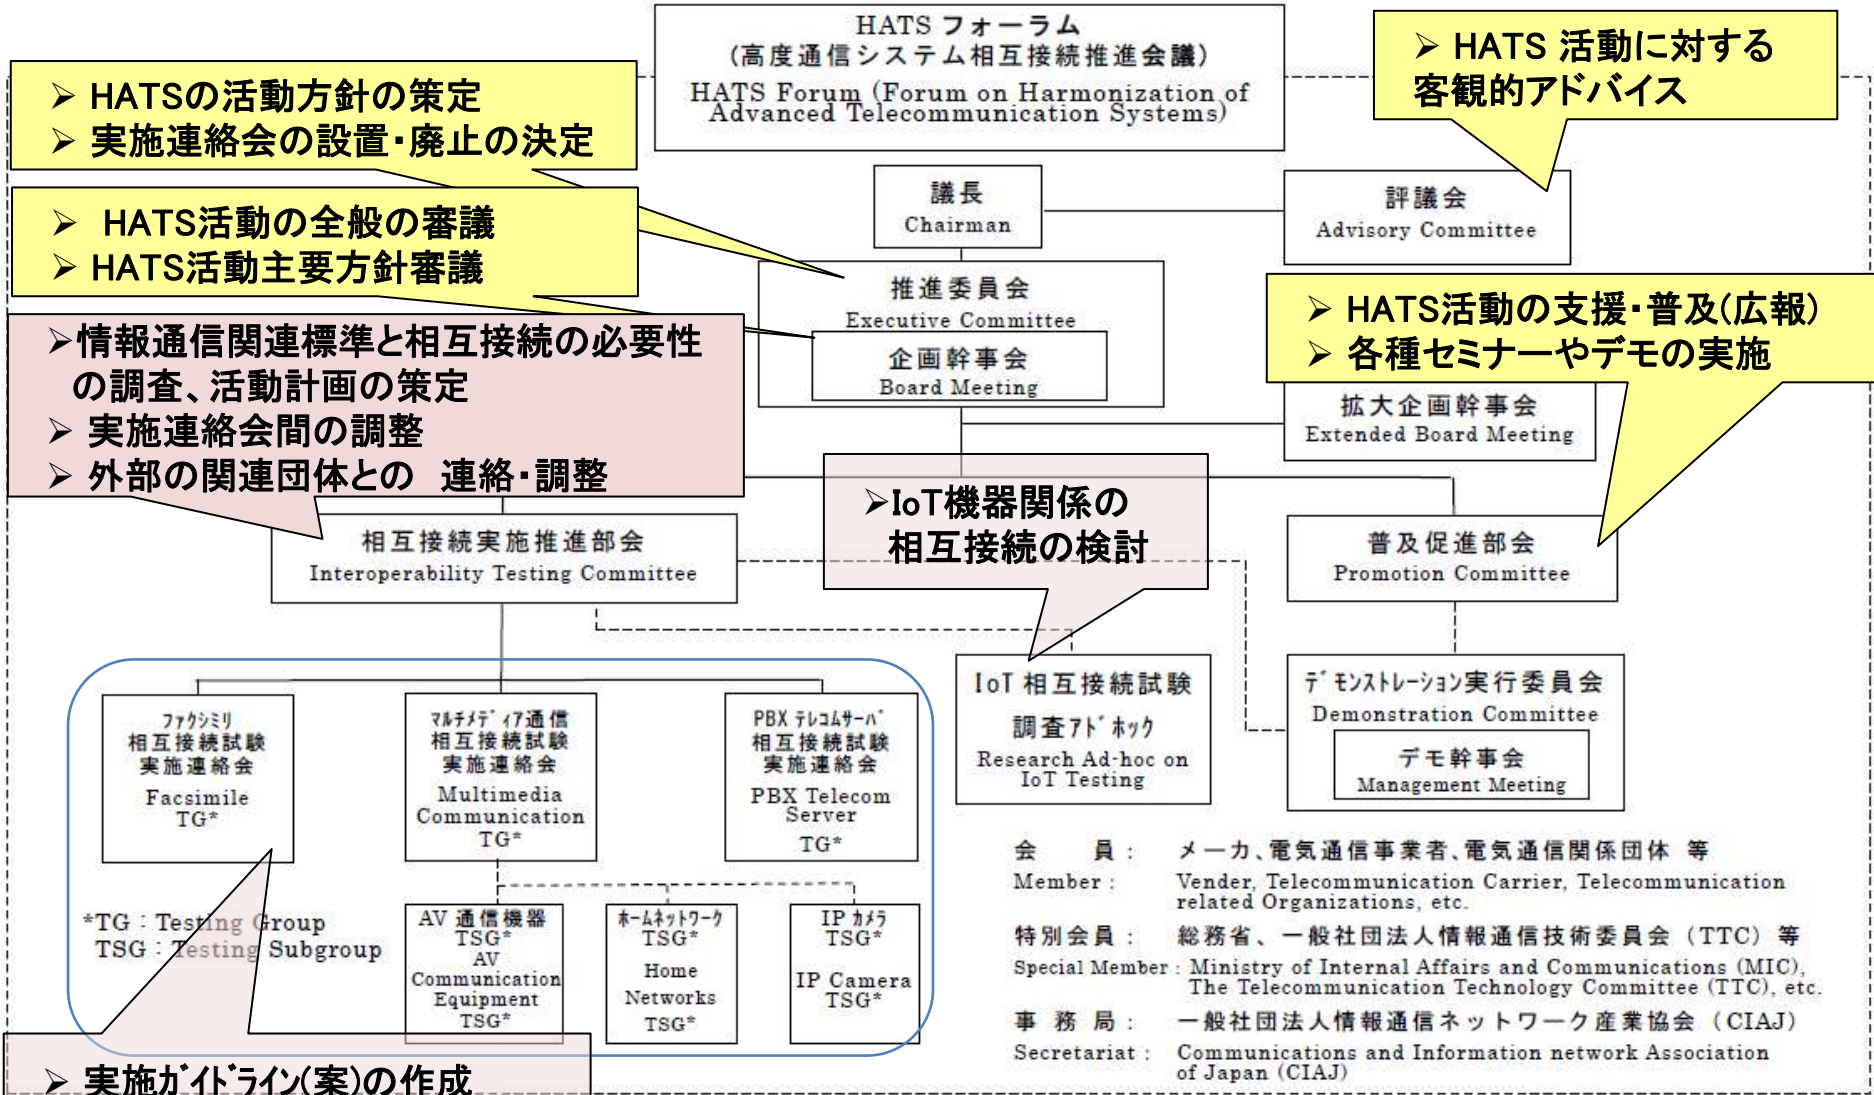 HATS フォーラム
(高度通信システム相互接続推進会議)
HATS Forum (Forum on Harmonization of
Advanced Telecommunication Systems)
➢ HATS 活動に対する
客観的アドバイス
➢ HATSの活動方針の策定
➢ 実施連絡会の設置・廃止の決定
議長
Chairman
評議会
Advisory Committee
➢ HATS活動の全般の審議
➢ HATS活動主要方針審議
推進委員会
Executive Committee
企画幹事会
Board Meeting
➢ HATS活動の支援・普及(広報)
➢ 各種セミナーやデモの実施
拡大企画幹事会
Extended Board Meeting
➢情報通信関連標準と相互接続の必要性
の調査、活動計画の策定
➢ 実施連絡会間の調整
➢ 外部の関連団体との 連絡・調整
➢IoT機器関係の
相互接続の検討
相互接続実施推進部会
Interoperability Testing Committee
普及促進部会
Promotion Committee
ﾌｧｸｼﾐﾘ
相互接続試験
実施連絡会
Facsimile
TG*
ﾏﾙﾁﾒﾃﾞｨｱ通信
相互接続試験
実施連絡会
Multimedia
Communication
TG*
PBX ﾃﾚｺﾑｻｰﾊﾞ
相互接続試験
実施連絡会
PBX Telecom
Server
TG*
IoT 相互接続試験
調査ｱﾄﾞﾎｯｸ
Research Ad-hoc on
IoT Testing
ﾃﾞﾓﾝｽﾄﾚｰｼｮﾝ実行委員会
Demonstration Committee
デモ幹事会
Management Meeting
*TG : Testing Group
TSG : Testing Subgroup
AV 通信機器
TSG*
AV
Communication
Equipment
TSG*
ﾎｰﾑﾈｯﾄﾜｰｸ
TSG*
Home
Networks
TSG*
IP ｶﾒﾗ
TSG*
IP Camera
TSG*
➢ 実施ｶﾞｲﾄﾞﾗｲﾝ(案)の作成
会 員 : メーカ、電気通信事業者、電気通信関係団体 等
Member : Vender, Telecommunication Carrier, Telecommunication
related Organizations, etc.
特別会員 : 総務省、一般社団法人情報通信技術委員会 (TTC) 等
Special Member : Ministry of Internal Affairs and Communications (MIC),
The Telecommunication Technology Committee (TTC), etc.
事 務 局 : 一般社団法人情報通信ネットワーク産業協会 (CIAJ)
Secretariat : Communications and Information network Association
of Japan (CIAJ)